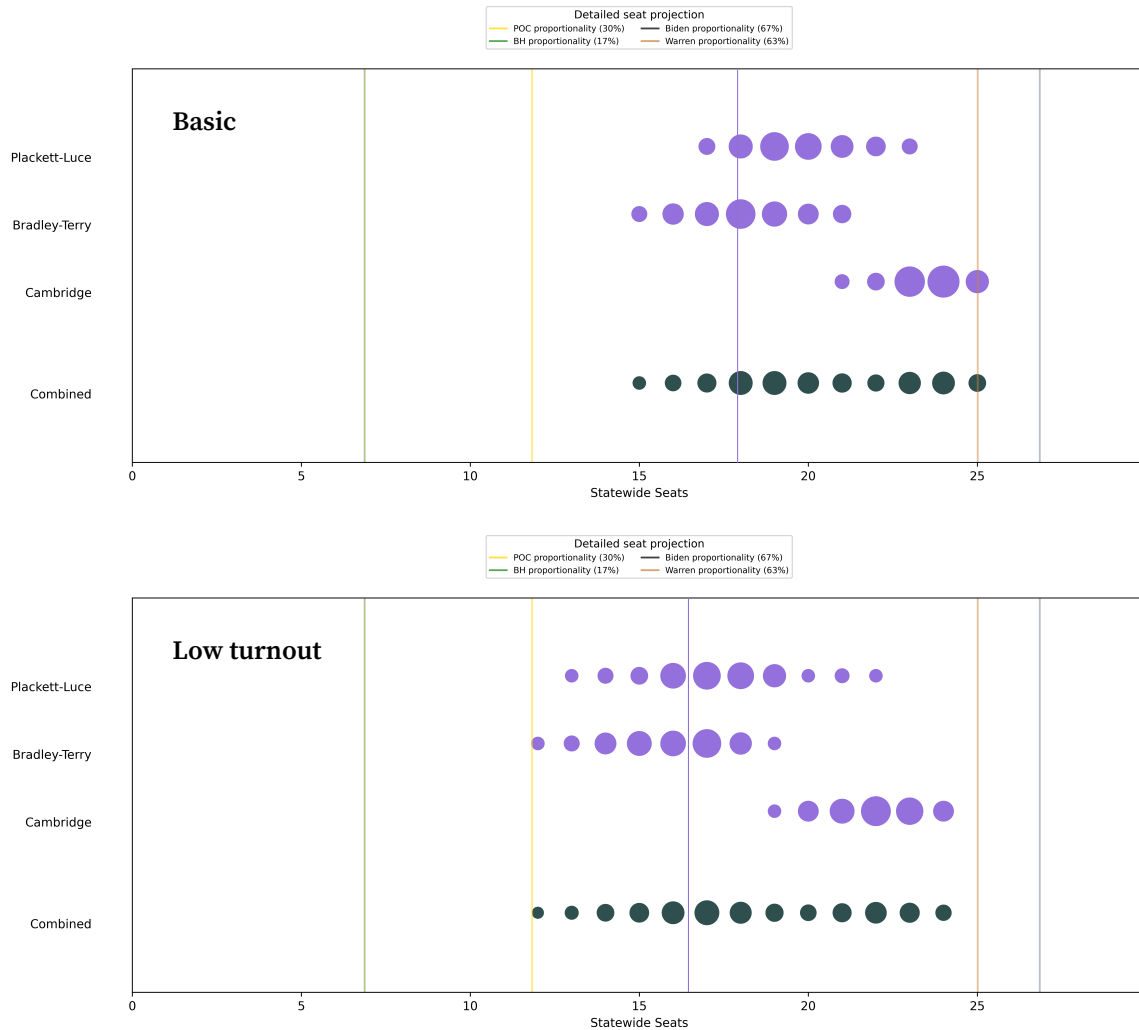 Detailed seat projection
POC proportionality (30%) Biden proportionality (67%)
BH proportionality (17%) Warren proportionality (63%)
Basic
Plackett-Luce
Bradley-Terry
Cambridge
Combined
0 5 10 15 20 25
Statewide Seats
Detailed seat projection
POC proportionality (30%) Biden proportionality (67%)
BH proportionality (17%) Warren proportionality (63%)
Low turnout
Plackett-Luce
Bradley-Terry
Cambridge
Combined
0 5 10 15 20 25
Statewide Seats